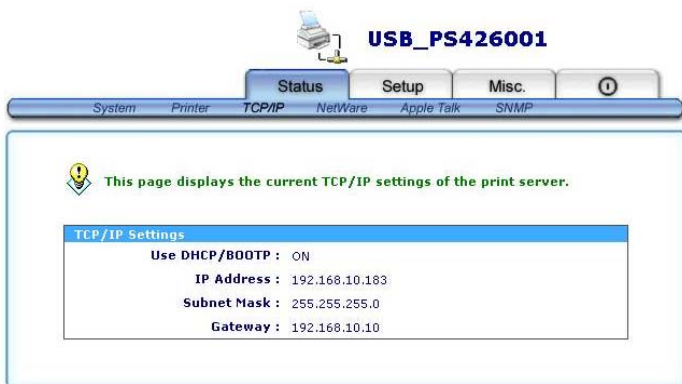 USB_PS426001
Status Setup Misc.
System Printer TCP/IP NetWare Apple Talk SNMP
This page displays the current TCP/IP settings of the print server.
TCP/IP Settings
Use DHCP/BOOTP : ON
IP Address : 192.168.10.183
Subnet Mask : 255.255.255.0
Gateway : 192.168.10.10